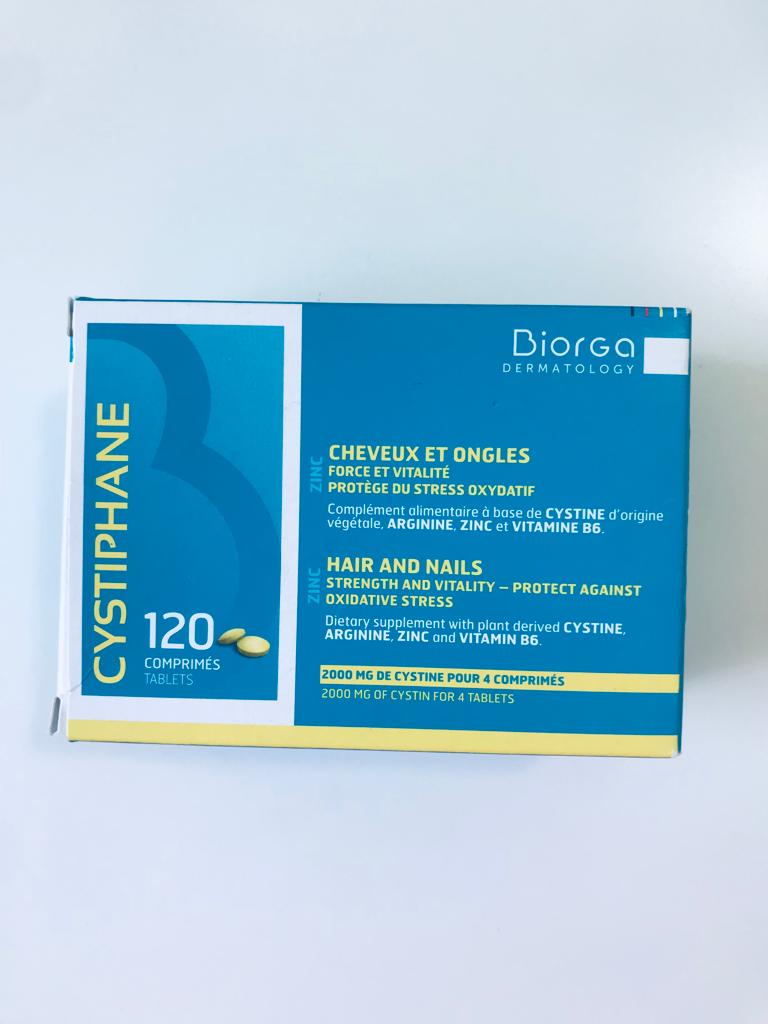 Biorga
DERMATOLOGY
CYSTIPHANE
120
COMPRIMÉS
TABLETS
ZINC
CHEVEUX ET ONGLES
FORCE ET VITALITÉ
PROTÈGE DU STRESS OXYDATIF
Complément alimentaire à base de CYSTINE d'origine
végétale, ARGININE, ZINC et VITAMINE B6.
ZINC
HAIR AND NAILS
STRENGTH AND VITALITY – PROTECT AGAINST
OXIDATIVE STRESS
Dietary supplement with plant derived CYSTINE,
ARGININE, ZINC and VITAMIN B6.
2000 MG DE CYSTINE POUR 4 COMPRIMÉS
2000 MG OF CYSTIN FOR 4 TABLETS